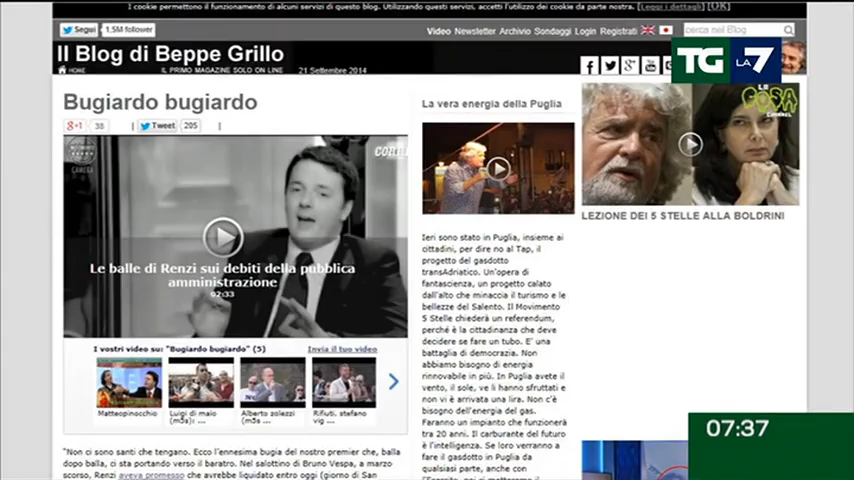 I cookie permettono il funzionamento di alcuni servizi di questo blog. Utilizzando questi servizi, accetti l'utilizzo dei cookie da parte nostra. [Leggi i dettagli] [OK]
Segui 1,5M follower
Video Newsletter Archivio Sondaggi Login Registrati
cerca nel Blog
Il Blog di Beppe Grillo
HOME
IL PRIMO MAGAZINE SOLO ON LINE
21 Settembre 2014
TG LA 7
Bugiardo bugiardo
g+1 38 | Tweet 205 |
CAMERA
Le balle di Renzi sui debiti della pubblica
amministrazione
02:33
I vostri video su: "Bugiardo bugiardo" (5) Invia il tuo video
Matteopinocchio
Luigi di maio
(m5s): ...
Alberto zolezzi
(m5s ...
Rifiuti, stefano
vig ...
"Non ci sono santi che tengano. Ecco l'ennesima bugia del nostro premier che, balla
dopo balla, ci sta portando verso il baratro. Nel salottino di Bruno Vespa, a marzo
scorso, Renzi aveva promesso che avrebbe liquidato entro oggi (giorno di San
La vera energia della Puglia
Ieri sono stato in Puglia, insieme ai
cittadini, per dire no al Tap, il
progetto del gasdotto
transAdriatico. Un'opera di
fantascienza, un progetto calato
dall'alto che minaccia il turismo e le
bellezze del Salento. Il Movimento
5 Stelle chiederà un referendum,
perché è la cittadinanza che deve
decidere se fare un tubo. E' una
battaglia di democrazia. Non
abbiamo bisogno di energia
rinnovabile in più. In Puglia avete il
vento, il sole, ve li hanno sfruttati e
non vi è arrivata una lira. Non c'è
bisogno dell'energia del gas.
Faranno un impianto che funzionerà
tra 20 anni. Il carburante del futuro
è l'intelligenza. Se loro verranno a
fare il gasdotto in Puglia da
qualsiasi parte, anche con
LA COSA
CHANNEL
LEZIONE DEI 5 STELLE ALLA BOLDRINI
07:37